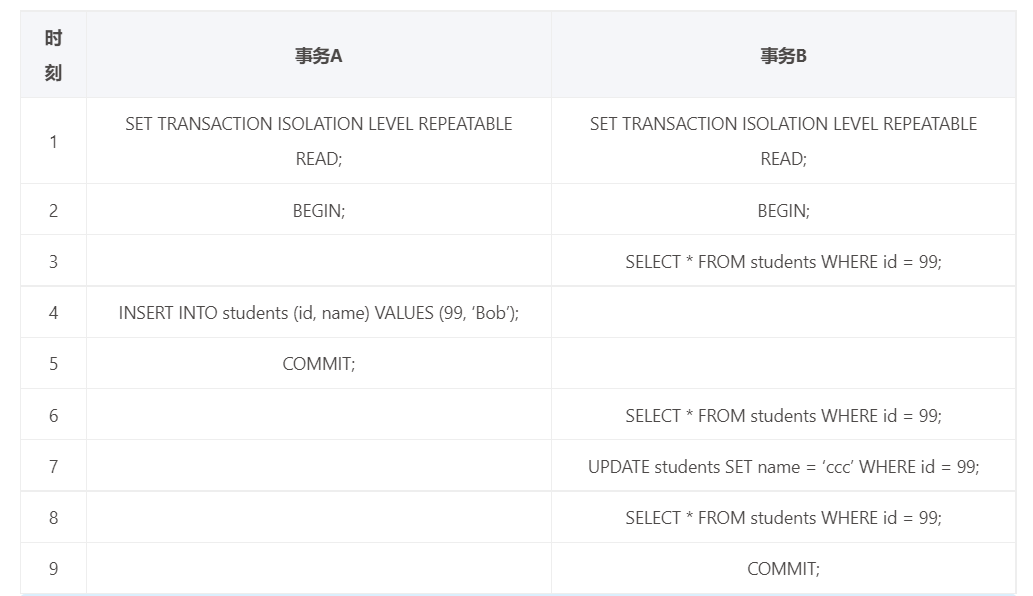 时
刻
事务A
事务B
1
SET TRANSACTION ISOLATION LEVEL REPEATABLE
READ;
SET TRANSACTION ISOLATION LEVEL REPEATABLE
READ;
2
BEGIN;
BEGIN;
3
SELECT * FROM students WHERE id = 99;
4
INSERT INTO students (id, name) VALUES (99, ‘Bob’);
5
COMMIT;
6
SELECT * FROM students WHERE id = 99;
7
UPDATE students SET name = ‘ccc’ WHERE id = 99;
8
SELECT * FROM students WHERE id = 99;
9
COMMIT;